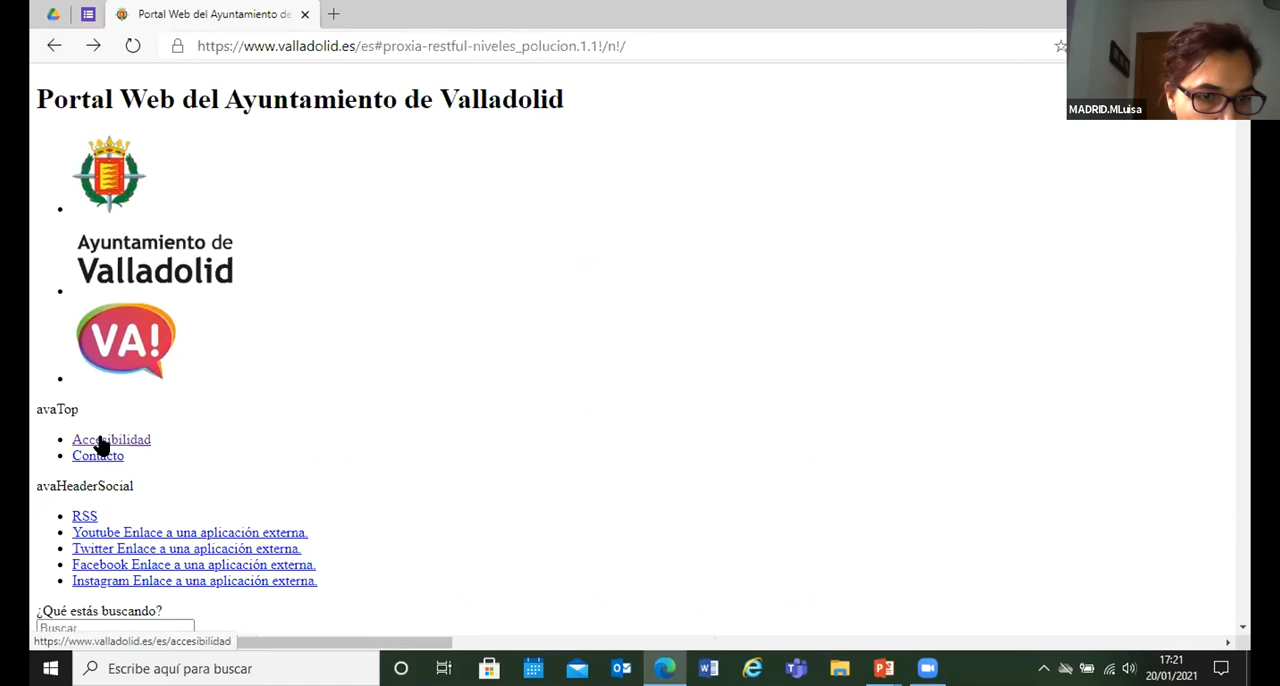 Portal Web del Ayuntamiento de
https://www.valladolid.es/es#proxia-restful-niveles_polucion.1.1!/n!/
MADRID.MLuisa
Portal Web del Ayuntamiento de Valladolid
Ayuntamiento de
Valladolid
VA!
avaTop
Accesibilidad
Contacto
avaHeaderSocial
RSS
Youtube Enlace a una aplicación externa.
Twitter Enlace a una aplicación externa.
Facebook Enlace a una aplicación externa.
Instagram Enlace a una aplicación externa.
¿Qué estás buscando?
Buscar
https://www.valladolid.es/es/accesibilidad
Escribe aquí para buscar
17:21
20/01/2021